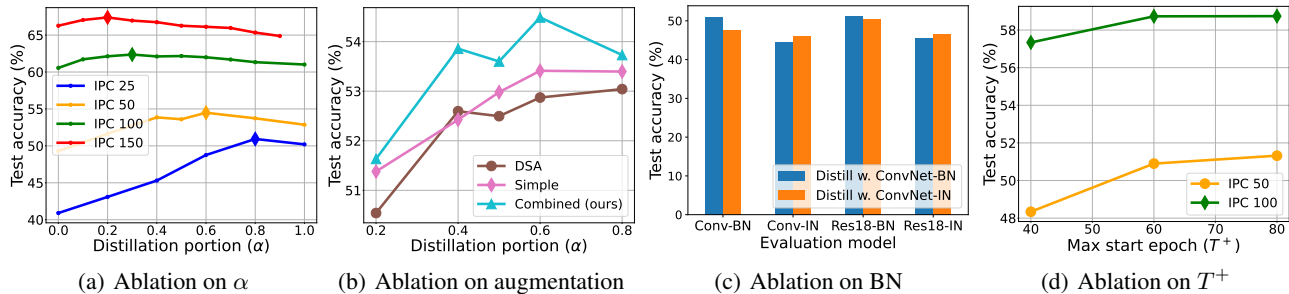 Test accuracy (%)
65
60
55
50
45
40
IPC 25
IPC 50
IPC 100
IPC 150
0.0 0.2 0.4 0.6 0.8 1.0
Distillation portion (α)
(a) Ablation on α
Test accuracy (%)
54
53
52
51
DSA
Simple
Combined (ours)
0.2 0.4 0.6 0.8
Distillation portion (α)
(b) Ablation on augmentation
Test accuracy (%)
50
40
30
20
10
0
Distill w. ConvNet-BN
Distill w. ConvNet-IN
Conv-BN Conv-IN Res18-BN Res18-IN
Evaluation model
(c) Ablation on BN
Test accuracy (%)
58
56
54
52
50
48
IPC 50
IPC 100
40 50 60 70 80
Max start epoch (T⁺)
(d) Ablation on T⁺